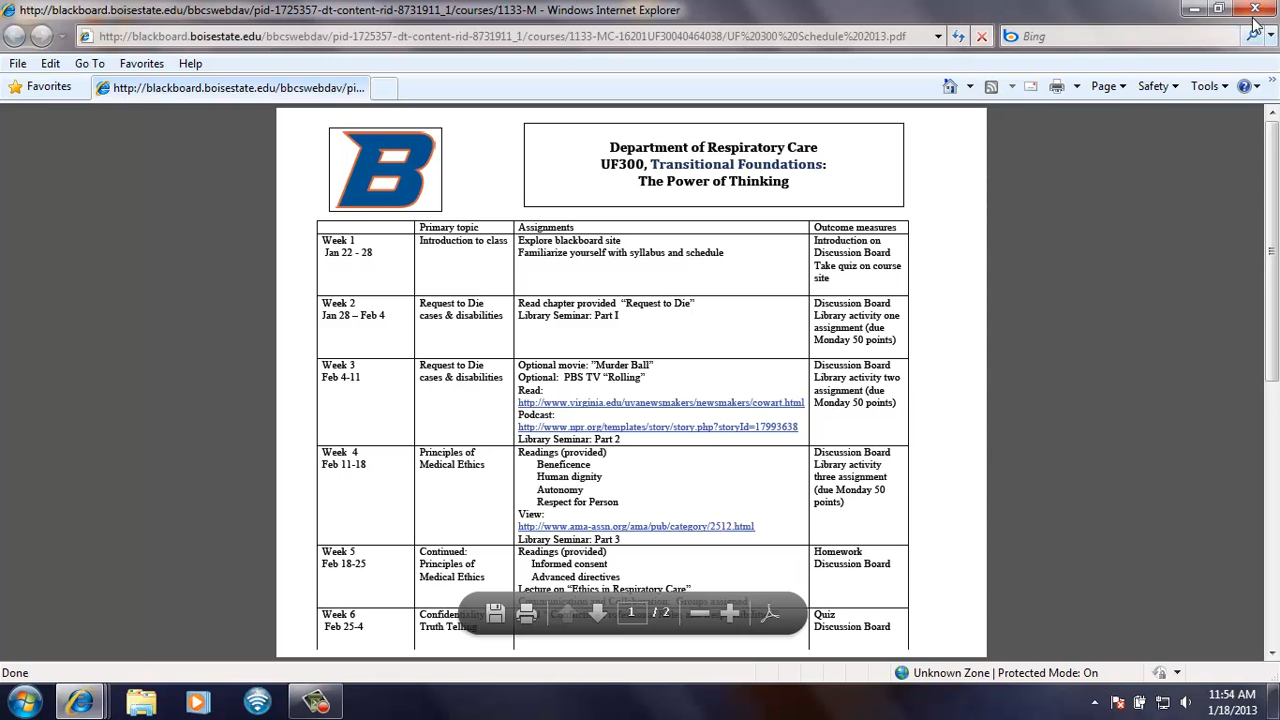 http://blackboard.boisestate.edu/bbcswebdav/pid-1725357-dt-content-rid-8731911_1/courses/1133-M - Windows Internet Explorer
http://blackboard.boisestate.edu/bbcswebdav/pid-1725357-dt-content-rid-8731911_1/courses/1133-MC-16201UF30040464038/UF%20300%20Schedule%202013.pdf
Bing
File Edit Go To Favorites Help
Favorites
http://blackboard.boisestate.edu/bbcswebdav/pi...
Page Safety Tools
B
Department of Respiratory Care
UF300, Transitional Foundations:
The Power of Thinking
Primary topic Assignments Outcome measures
Week 1
Jan 22 - 28
Introduction to class
Explore blackboard site
Familiarize yourself with syllabus and schedule
Introduction on
Discussion Board
Take quiz on course
site
Week 2
Jan 28 – Feb 4
Request to Die
cases & disabilities
Read chapter provided "Request to Die"
Library Seminar: Part I
Discussion Board
Library activity one
assignment (due
Monday 50 points)
Week 3
Feb 4-11
Request to Die
cases & disabilities
Optional movie: "Murder Ball"
Optional: PBS TV "Rolling"
Read:
http://www.virginia.edu/uvanewsmakers/newsmakers/cowart.html
Podcast:
http://www.npr.org/templates/story/story.php?storyId=17993638
Library Seminar: Part 2
Discussion Board
Library activity two
assignment (due
Monday 50 points)
Week 4
Feb 11-18
Principles of
Medical Ethics
Readings (provided)
Beneficence
Human dignity
Autonomy
Respect for Person
View:
http://www.ama-assn.org/ama/pub/category/2512.html
Library Seminar: Part 3
Discussion Board
Library activity
three assignment
(due Monday 50
points)
Week 5
Feb 18-25
Continued:
Principles of
Medical Ethics
Readings (provided)
Informed consent
Advanced directives
Lecture on "Ethics in Respiratory Care"
Communication and Collaboration: Groups assigned
Homework
Discussion Board
Week 6
Feb 25-4
Confidentiality
Truth Telling
Quiz
Discussion Board
1 / 2
Done
Unknown Zone | Protected Mode: On
11:54 AM
1/18/2013